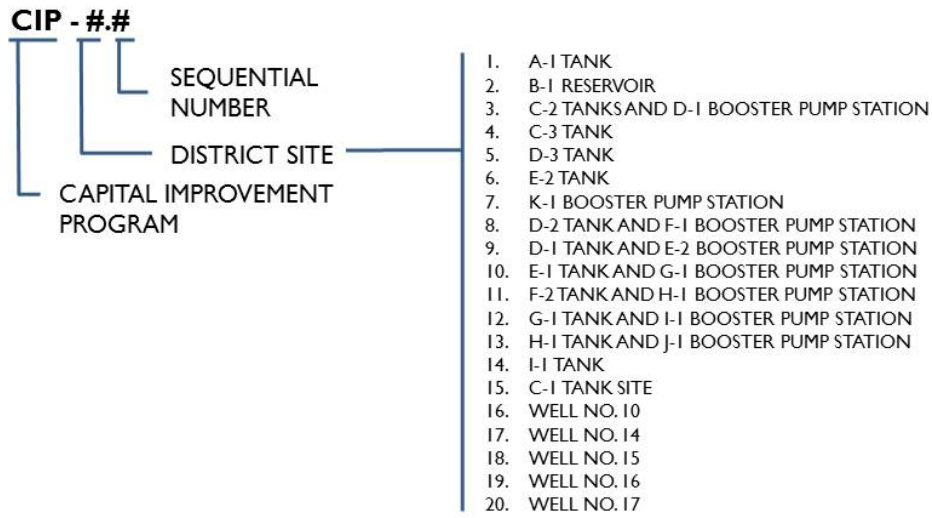 CIP - #.#
SEQUENTIAL
NUMBER
DISTRICT SITE
CAPITAL IMPROVEMENT
PROGRAM
1. A-1 TANK
2. B-1 RESERVOIR
3. C-2 TANKS AND D-1 BOOSTER PUMP STATION
4. C-3 TANK
5. D-3 TANK
6. E-2 TANK
7. K-1 BOOSTER PUMP STATION
8. D-2 TANK AND F-1 BOOSTER PUMP STATION
9. D-1 TANK AND E-2 BOOSTER PUMP STATION
10. E-1 TANK AND G-1 BOOSTER PUMP STATION
11. F-2 TANK AND H-1 BOOSTER PUMP STATION
12. G-1 TANK AND I-1 BOOSTER PUMP STATION
13. H-1 TANK AND J-1 BOOSTER PUMP STATION
14. I-1 TANK
15. C-1 TANK SITE
16. WELL NO. 10
17. WELL NO. 14
18. WELL NO. 15
19. WELL NO. 16
20. WELL NO. 17